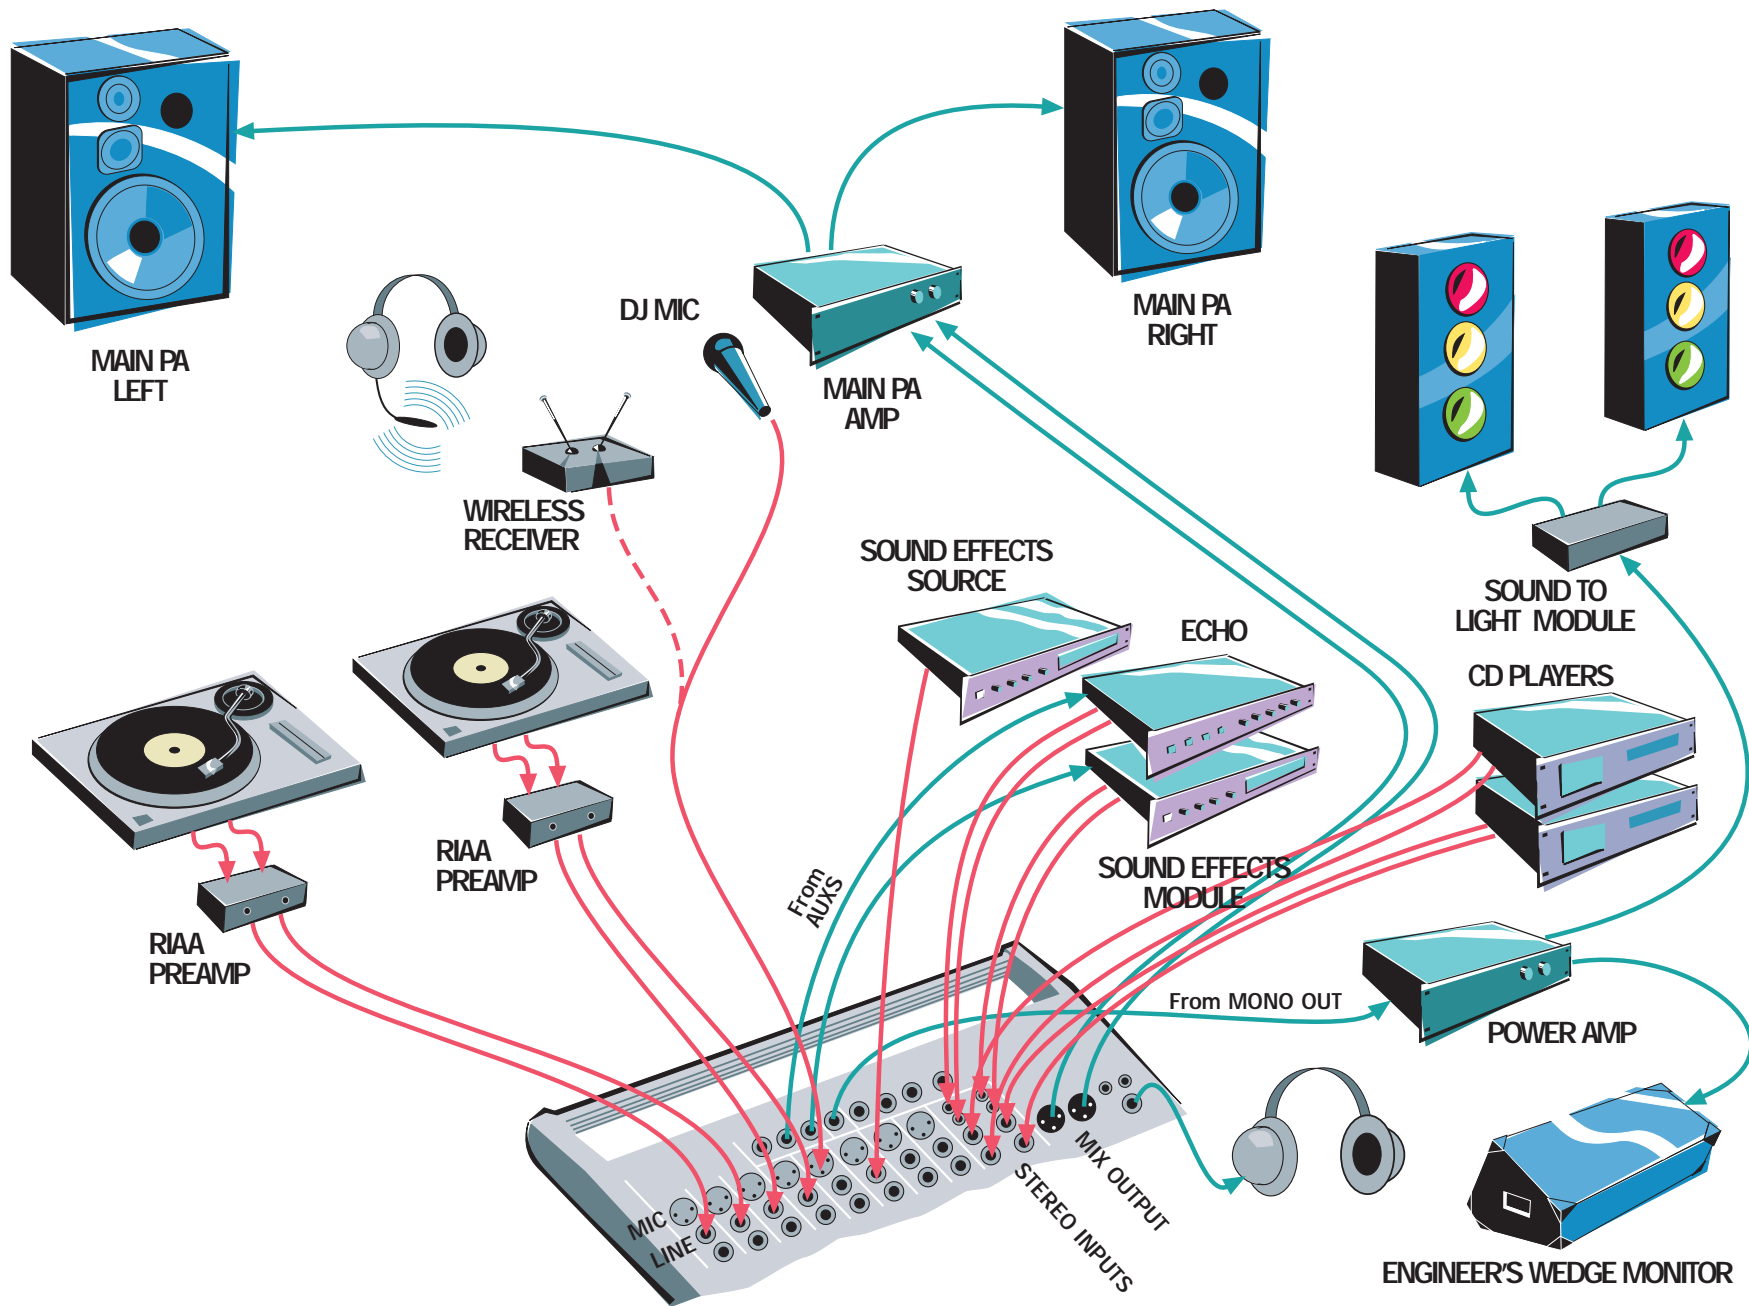 MAIN PA
LEFT
DJ MIC
MAIN PA
AMP
MAIN PA
RIGHT
WIRELESS
RECEIVER
SOUND EFFECTS
SOURCE
ECHO
SOUND TO
LIGHT MODULE
CD PLAYERS
RIAA
PREAMP
RIAA
PREAMP
From
AUXS
SOUND EFFECTS
MODULE
From MONO OUT
POWER AMP
MIC
LINE
STEREO INPUTS
MIX OUTPUT
ENGINEER'S WEDGE MONITOR